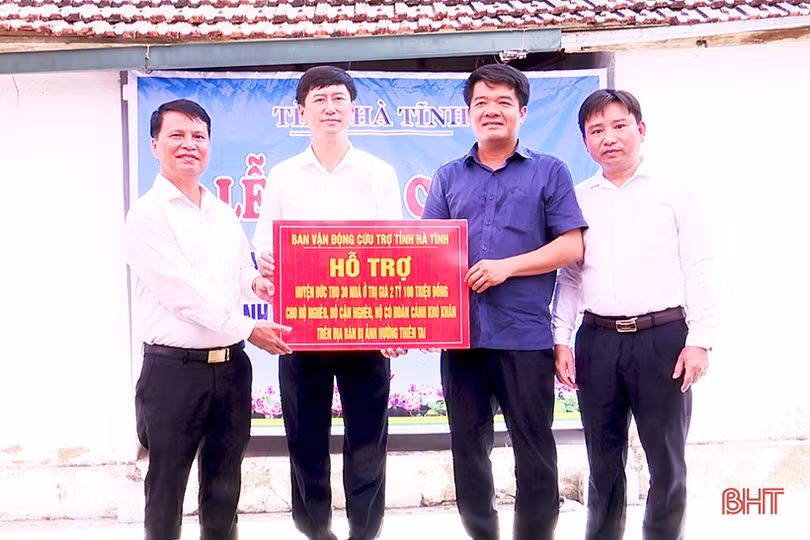 TỈNH HÀ TĨNH
LỄ
BAN VẬN ĐỘNG CỨU TRỢ TỈNH HÀ TĨNH
HỖ TRỢ
HUYỆN ĐỨC THỌ 30 NHÀ Ở TRỊ GIÁ 2 TỶ 100 TRIỆU ĐỒNG
CHO HỘ NGHÈO, HỘ CẬN NGHÈO, HỘ CÓ HOÀN CẢNH KHÓ KHĂN
TRÊN ĐỊA BÀN BỊ ẢNH HƯỞNG THIÊN TAI
BHT